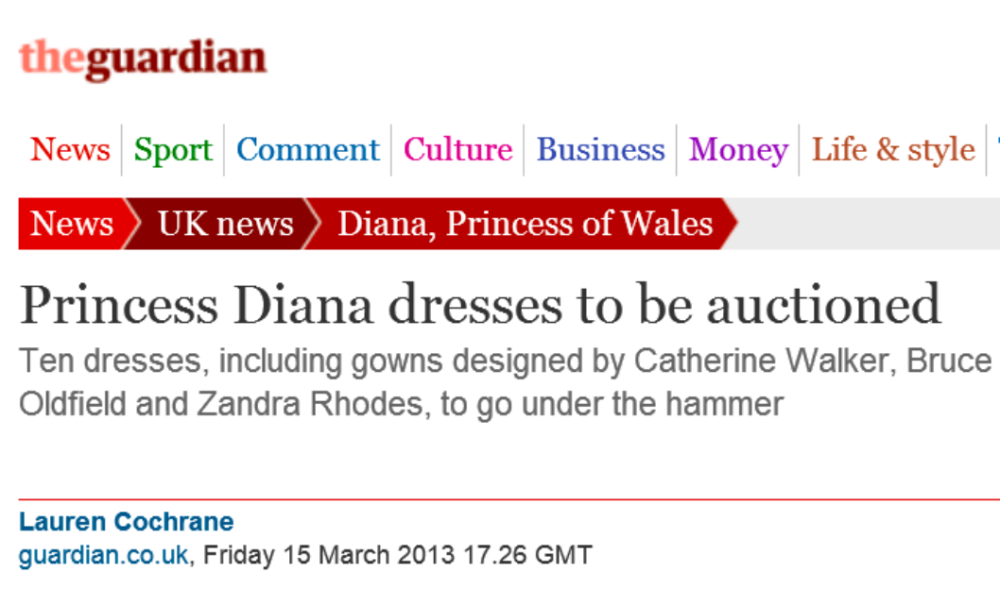 theguardian
News Sport Comment Culture Business Money Life & style
News UK news Diana, Princess of Wales
Princess Diana dresses to be auctioned
Ten dresses, including gowns designed by Catherine Walker, Bruce
Oldfield and Zandra Rhodes, to go under the hammer
Lauren Cochrane
guardian.co.uk, Friday 15 March 2013 17.26 GMT